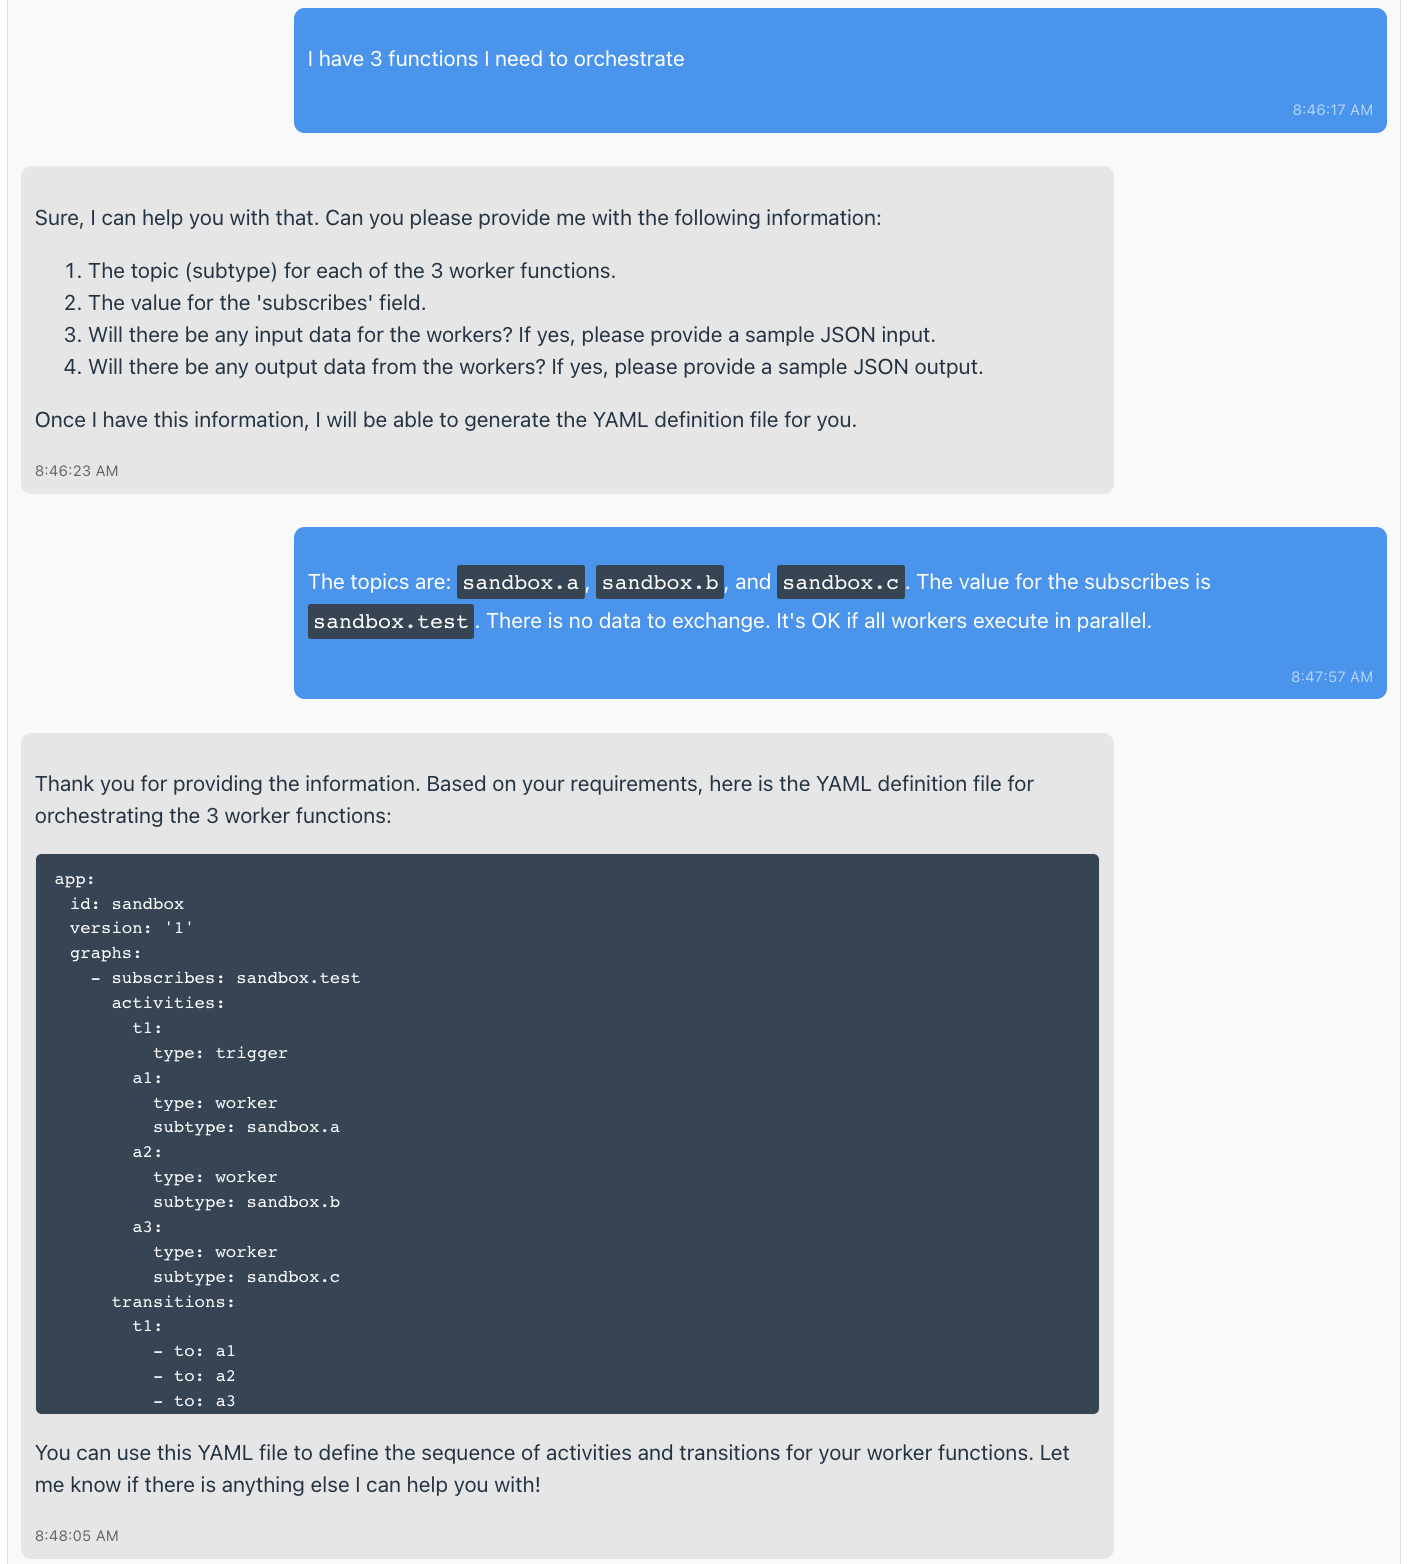 I have 3 functions I need to orchestrate
8:46:17 AM
Sure, I can help you with that. Can you please provide me with the following information:
1. The topic (subtype) for each of the 3 worker functions.
2. The value for the 'subscribes' field.
3. Will there be any input data for the workers? If yes, please provide a sample JSON input.
4. Will there be any output data from the workers? If yes, please provide a sample JSON output.
Once I have this information, I will be able to generate the YAML definition file for you.
8:46:23 AM
The topics are: sandbox.a, sandbox.b, and sandbox.c. The value for the subscribes is
sandbox.test. There is no data to exchange. It's OK if all workers execute in parallel.
8:47:57 AM
Thank you for providing the information. Based on your requirements, here is the YAML definition file for
orchestrating the 3 worker functions:
app:
  id: sandbox
  version: '1'
  graphs:
    - subscribes: sandbox.test
      activities:
        t1:
          type: trigger
        a1:
          type: worker
          subtype: sandbox.a
        a2:
          type: worker
          subtype: sandbox.b
        a3:
          type: worker
          subtype: sandbox.c
      transitions:
        t1:
          - to: a1
          - to: a2
          - to: a3
You can use this YAML file to define the sequence of activities and transitions for your worker functions. Let
me know if there is anything else I can help you with!
8:48:05 AM